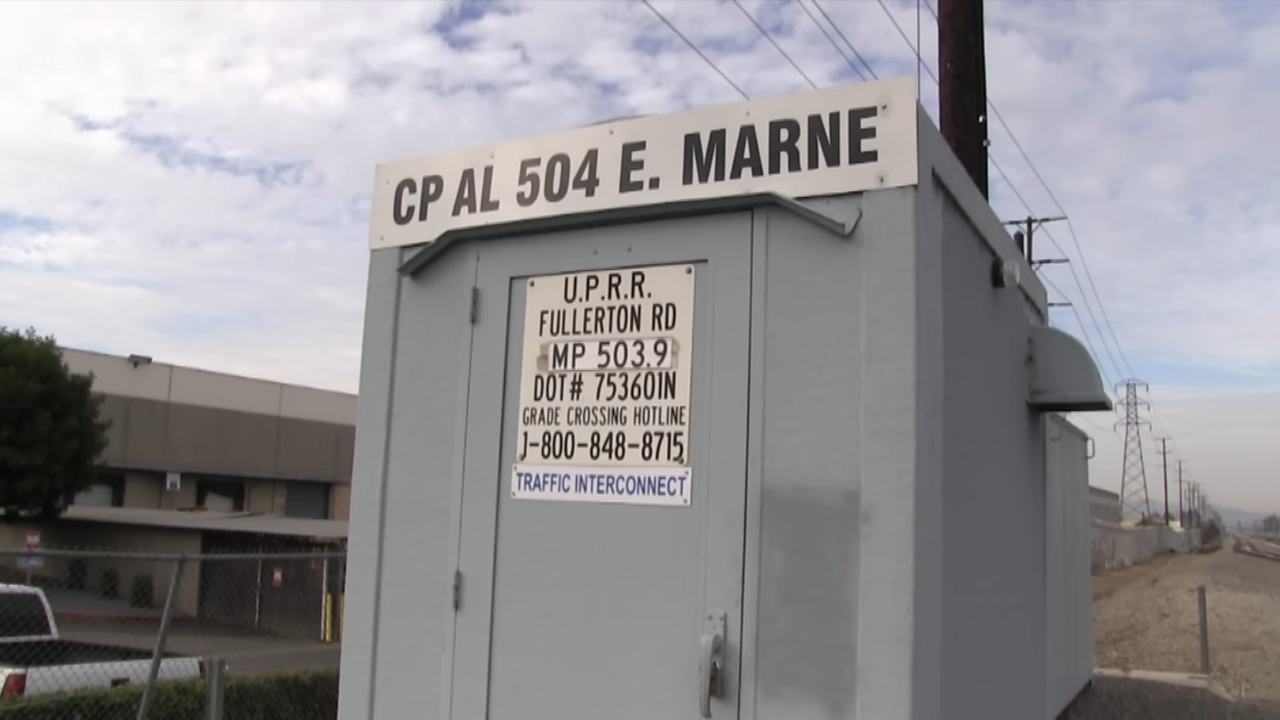 CP AL 504 E. MARNE
U.P.R.R.
FULLERTON RD
MP 503.9
DOT# 753601N
GRADE CROSSING HOTLINE
1-800-848-8715
TRAFFIC INTERCONNECT